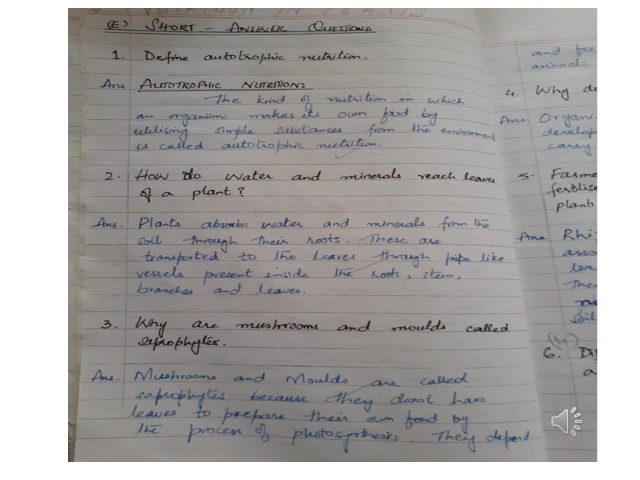 (E) SHORT - ANSWER QUESTIONS
1. Define autotrophic nutrition.
Ans. AUTOTROPHIC NUTRITION:
The kind of nutrition in which
an organism makes its own food by
utilising simple substances from the environment
is called autotrophic nutrition.
2. How do water and minerals reach leaves
of a plant?
Ans. Plants absorbs water and minerals from the
soil through their roots. These are
transported to the leaves through pipe like
vessels present inside the roots, stem,
branches and leaves.
3. Why are mushrooms and moulds called
saprophytes.
Ans. Mushrooms and Moulds are called
saprophytes because they donot have
leaves to prepare their own food by
the process of photosynthesis. They depend
and
animal
4. Why
Ans. Organi
develop
carry
5. Farme
fertilise
plants
Ans. Rhi
asso
The
soil
6.